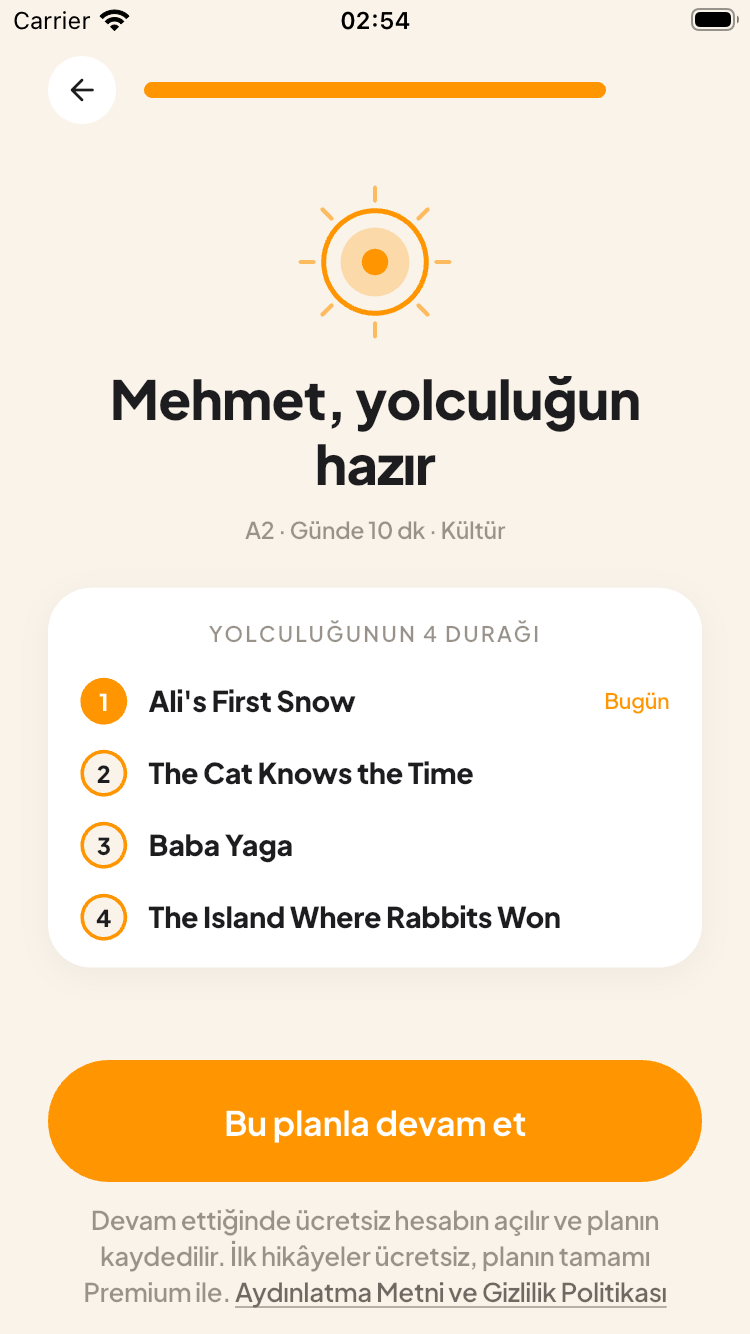 Carrier 02:54
Mehmet, yolculuğun
hazır
A2 · Günde 10 dk · Kültür
YOLCULUĞUNUN 4 DURAĞI
1 Ali's First Snow Bugün
2 The Cat Knows the Time
3 Baba Yaga
4 The Island Where Rabbits Won
Bu planla devam et
Devam ettiğinde ücretsiz hesabın açılır ve planın
kaydedilir. İlk hikâyeler ücretsiz, planın tamamı
Premium ile. Aydınlatma Metni ve Gizlilik Politikası